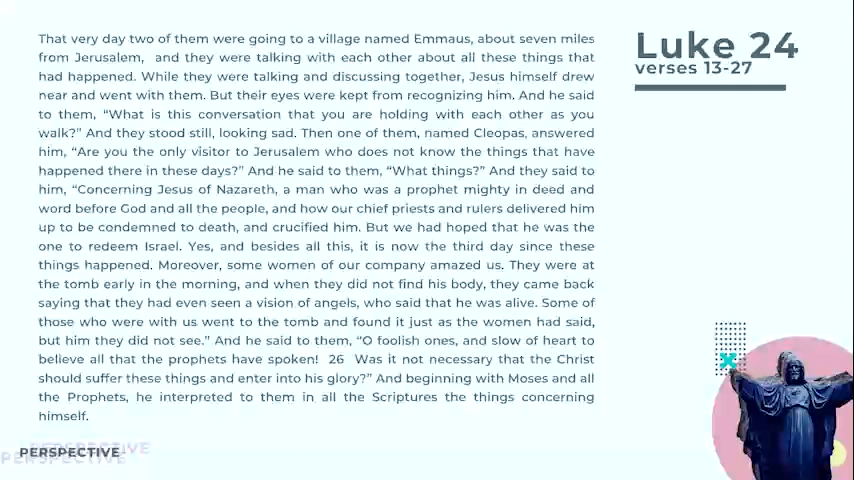 That very day two of them were going to a village named Emmaus, about seven miles
from Jerusalem, and they were talking with each other about all these things that
had happened. While they were talking and discussing together, Jesus himself drew
near and went with them. But their eyes were kept from recognizing him. And he said
to them, “What is this conversation that you are holding with each other as you
walk?” And they stood still, looking sad. Then one of them, named Cleopas, answered
him, “Are you the only visitor to Jerusalem who does not know the things that have
happened there in these days?” And he said to them, “What things?” And they said to
him, “Concerning Jesus of Nazareth, a man who was a prophet mighty in deed and
word before God and all the people, and how our chief priests and rulers delivered him
up to be condemned to death, and crucified him. But we had hoped that he was the
one to redeem Israel. Yes, and besides all this, it is now the third day since these
things happened. Moreover, some women of our company amazed us. They were at
the tomb early in the morning, and when they did not find his body, they came back
saying that they had even seen a vision of angels, who said that he was alive. Some of
those who were with us went to the tomb and found it just as the women had said,
but him they did not see.” And he said to them, “O foolish ones, and slow of heart to
believe all that the prophets have spoken! 26 Was it not necessary that the Christ
should suffer these things and enter into his glory?” And beginning with Moses and all
the Prophets, he interpreted to them in all the Scriptures the things concerning
himself.
Luke 24
verses 13-27
PERSPECTIVE
PERSPECTIVE
PERSPECTIVE